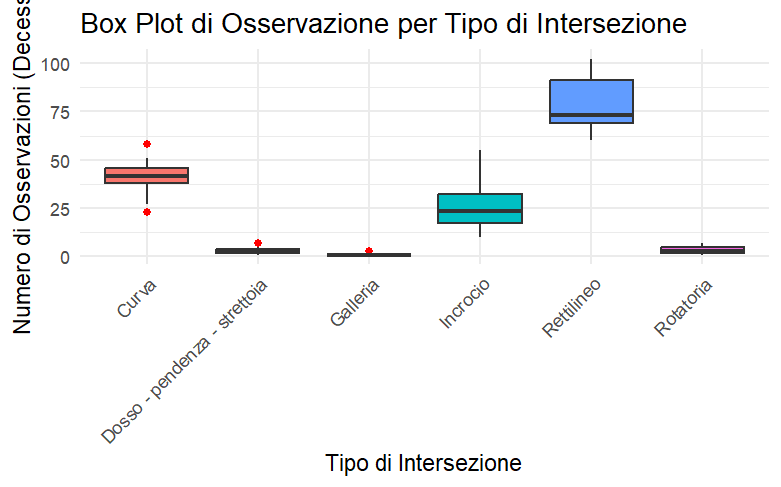 Box Plot di Osservazione per Tipo di Intersezione
Numero di Osservazioni (Decess
100
75
50
25
0
Curva
Dosso - pendenza - strettoia
Galleria
Incrocio
Rettilineo
Rotatoria
Tipo di Intersezione